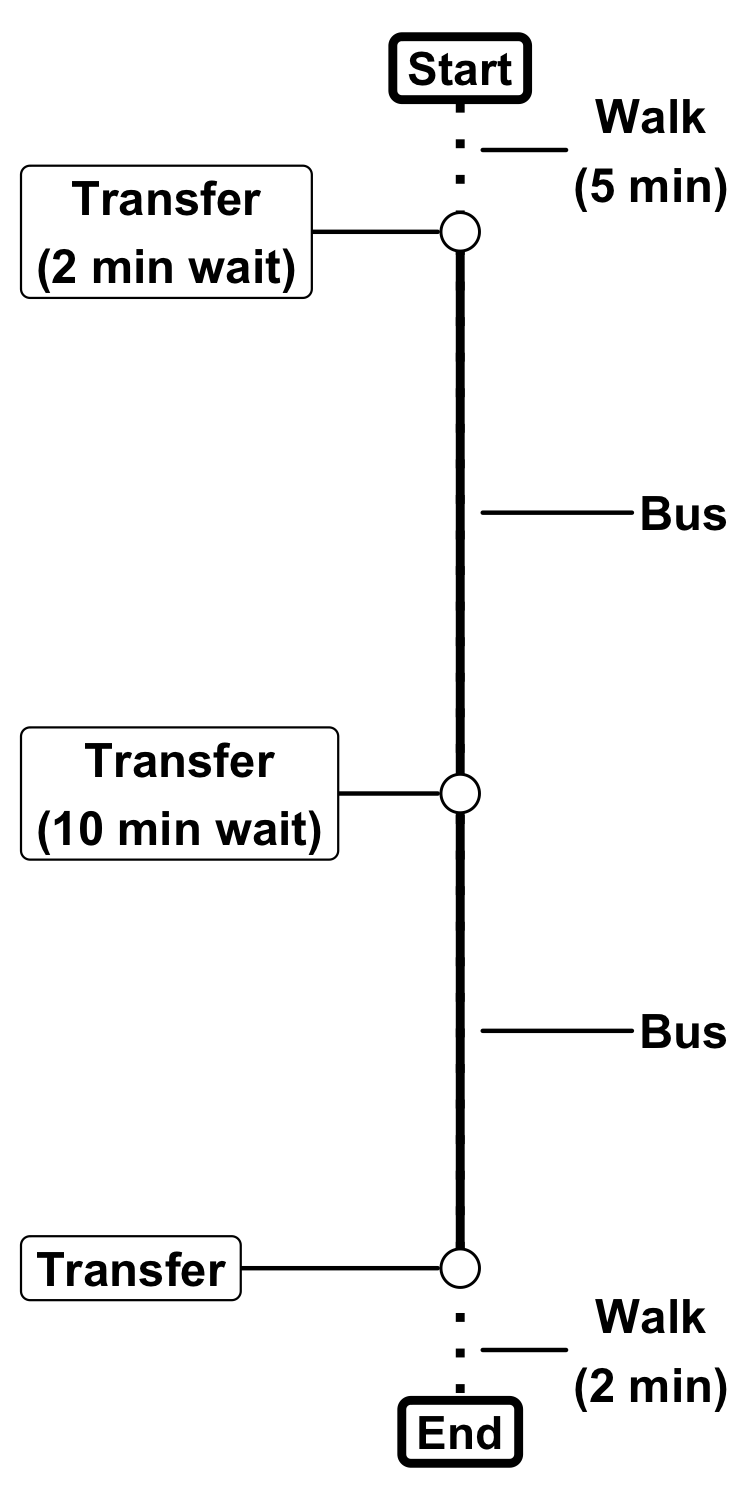 Start
Walk
(5 min)
Transfer
(2 min wait)
Bus
Transfer
(10 min wait)
Bus
Transfer
Walk
(2 min)
End